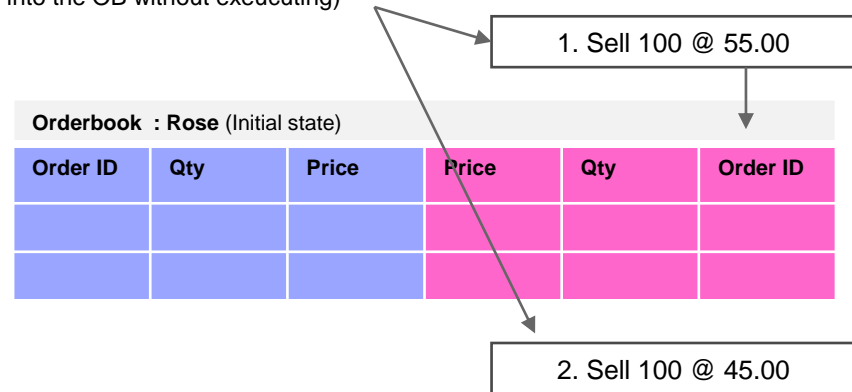 into the OB without exeucuting)
1. Sell 100 @ 55.00
Orderbook : Rose (Initial state)
Order ID Qty Price Price Qty Order ID
2. Sell 100 @ 45.00